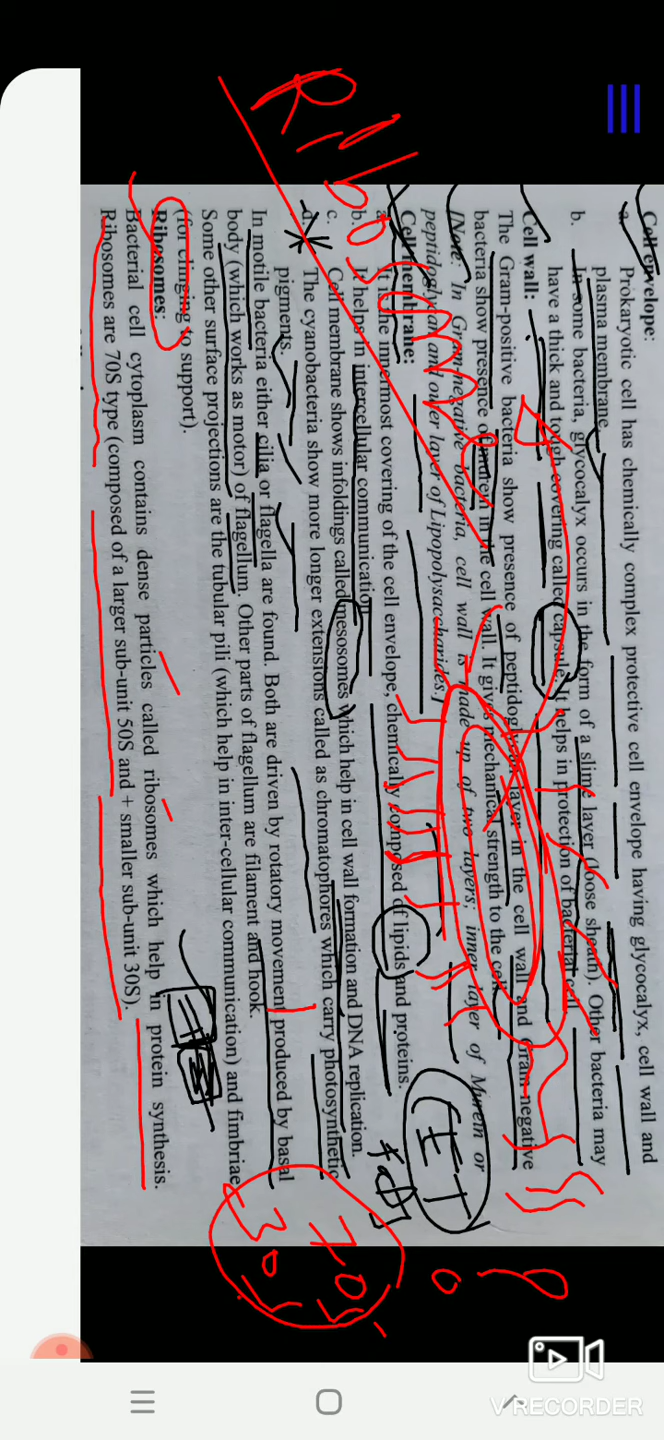 Cell envelope:
a. Prokaryotic cell has chemically complex protective cell envelope having glycocalyx, cell wall and
plasma membrane.
b. In some bacteria, glycocalyx occurs in the form of a slime layer (loose sheath). Other bacteria may
have a thick and tough covering called capsule. It helps in protection of bacterial cell.
Cell wall:
The Gram-positive bacteria show presence of peptidoglycan layer in the cell wall and Gram-negative
bacteria show presence of murein in the cell wall. It gives mechanical strength to the cell.
[Note: In Gram-negative bacteria, cell wall is made up of two layers; inner layer of Murein or
peptidoglycan and outer layer of Lipopolysaccharides.]
Cell membrane:
a. It is the innermost covering of the cell envelope, chemically composed of lipids and proteins.
b. It helps in intercellular communication.
c. Cell membrane shows infoldings called mesosomes which help in cell wall formation and DNA replication.
d. The cyanobacteria show more longer extensions called as chromatophores which carry photosynthetic
pigments.
In motile bacteria either cilia or flagella are found. Both are driven by rotatory movement produced by basal
body (which works as motor) of flagellum. Other parts of flagellum are filament and hook.
Some other surface projections are the tubular pili (which help in inter-cellular communication) and fimbriae
(for clinging to support).
Ribosomes:
Bacterial cell cytoplasm contains dense particles called ribosomes which help in protein synthesis.
Ribosomes are 70S type (composed of a larger sub-unit 50S and + smaller sub-unit 30S).
CET
70S
V RECORDER